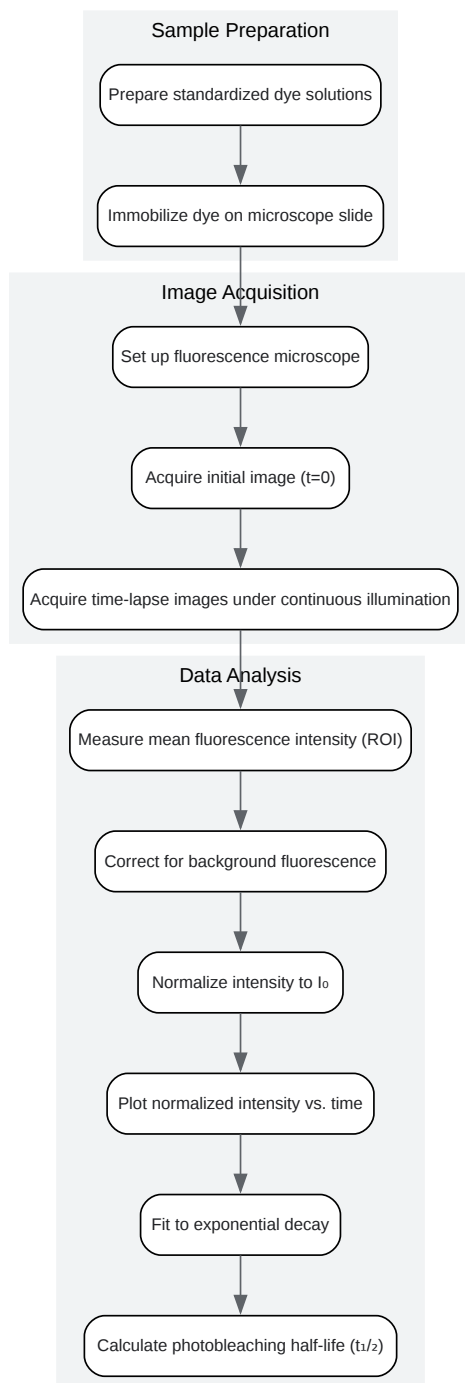 Sample Preparation
Prepare standardized dye solutions
Immobilize dye on microscope slide
Image Acquisition
Set up fluorescence microscope
Acquire initial image (t=0)
Acquire time-lapse images under continuous illumination
Data Analysis
Measure mean fluorescence intensity (ROI)
Correct for background fluorescence
Normalize intensity to I₀
Plot normalized intensity vs. time
Fit to exponential decay
Calculate photobleaching half-life (t₁/₂)